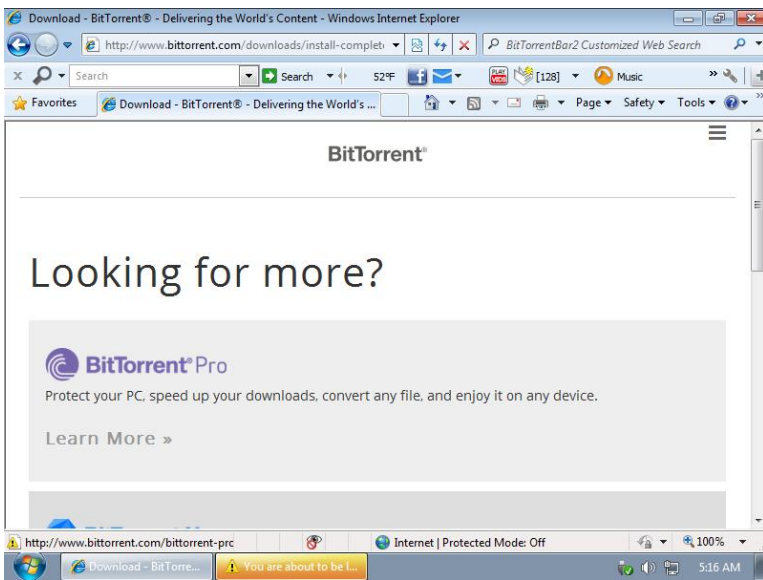 Download - BitTorrent® - Delivering the World's Content - Windows Internet Explorer
http://www.bittorrent.com/downloads/install-complet
BitTorrentBar2 Customized Web Search
x Search Search 52°F PLAY [128] Music »
Favorites Download - BitTorrent® - Delivering the World's ... Page Safety Tools »
BitTorrent®
Looking for more?
BitTorrent® Pro
Protect your PC, speed up your downloads, convert any file, and enjoy it on any device.
Learn More »
http://www.bittorrent.com/bittorrent-pro Internet | Protected Mode: Off 100%
Download - BitTorre... You are about to be l... 5:16 AM